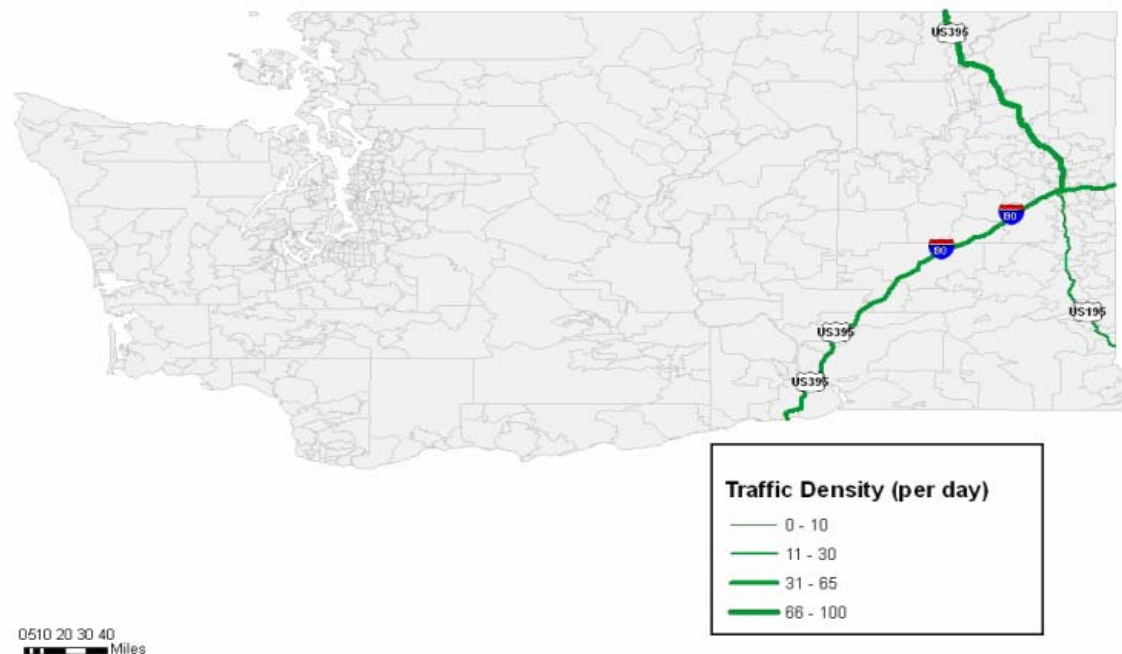 US395
I90
I90
US195
US395
US395
Traffic Density (per day)
0 - 10
11 - 30
31 - 65
66 - 100
0510 20 30 40
Miles